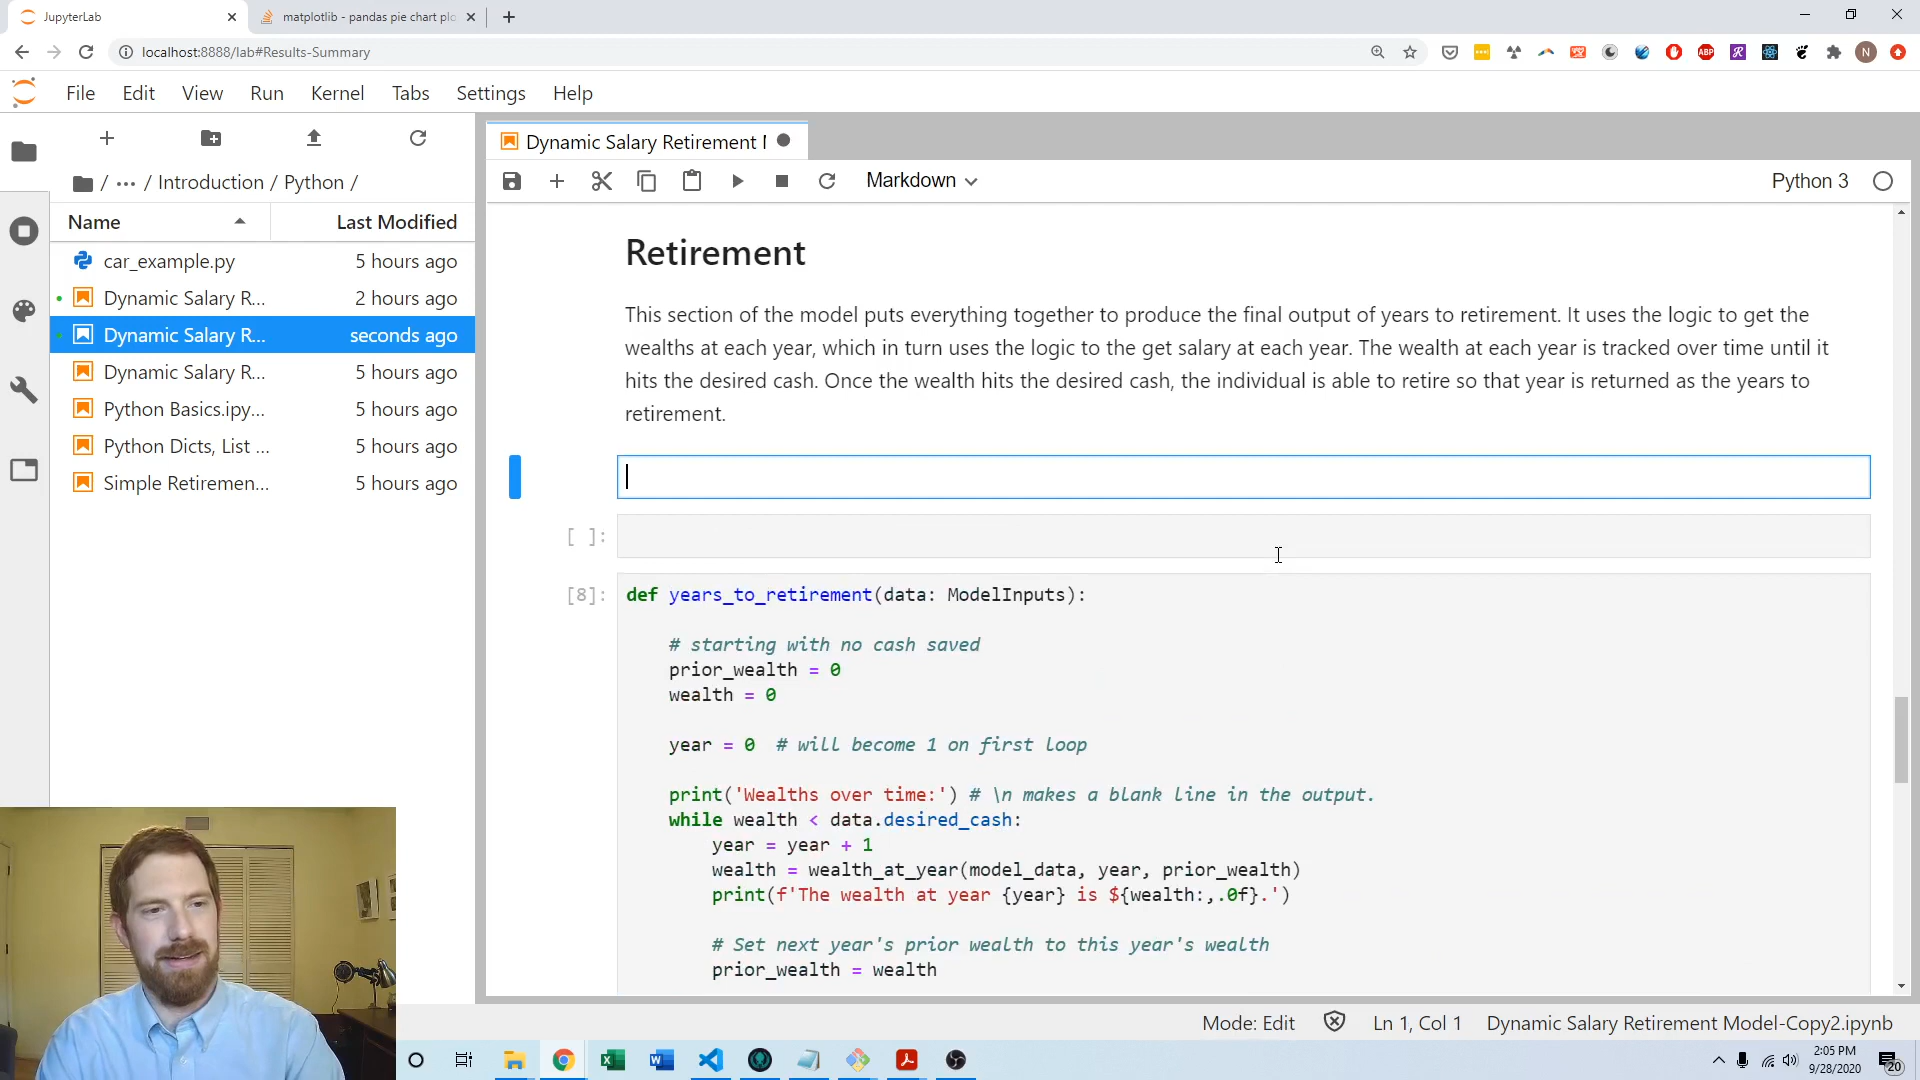 JupyterLab
matplotlib - pandas pie chart plo
localhost:8888/lab#Results-Summary
ABP
N
File Edit View Run Kernel Tabs Settings Help
Dynamic Salary Retirement
/ ··· / Introduction / Python /
Markdown
Python 3
Name Last Modified
car_example.py 5 hours ago
Dynamic Salary R... 2 hours ago
Dynamic Salary R... seconds ago
Dynamic Salary R... 5 hours ago
Python Basics.ipy... 5 hours ago
Python Dicts, List ... 5 hours ago
Simple Retiremen... 5 hours ago
Retirement
This section of the model puts everything together to produce the final output of years to retirement. It uses the logic to get the
wealths at each year, which in turn uses the logic to the get salary at each year. The wealth at each year is tracked over time until it
hits the desired cash. Once the wealth hits the desired cash, the individual is able to retire so that year is returned as the years to
retirement.
[ ]:
[8]: def years_to_retirement(data: ModelInputs):
# starting with no cash saved
prior_wealth = 0
wealth = 0
year = 0  # will become 1 on first loop
print('Wealths over time:') # \n makes a blank line in the output.
while wealth < data.desired_cash:
year = year + 1
wealth = wealth_at_year(model_data, year, prior_wealth)
print(f'The wealth at year {year} is ${wealth:,.0f}.')
# Set next year's prior wealth to this year's wealth
prior_wealth = wealth
Mode: Edit Ln 1, Col 1 Dynamic Salary Retirement Model-Copy2.ipynb
2:05 PM
9/28/2020
20